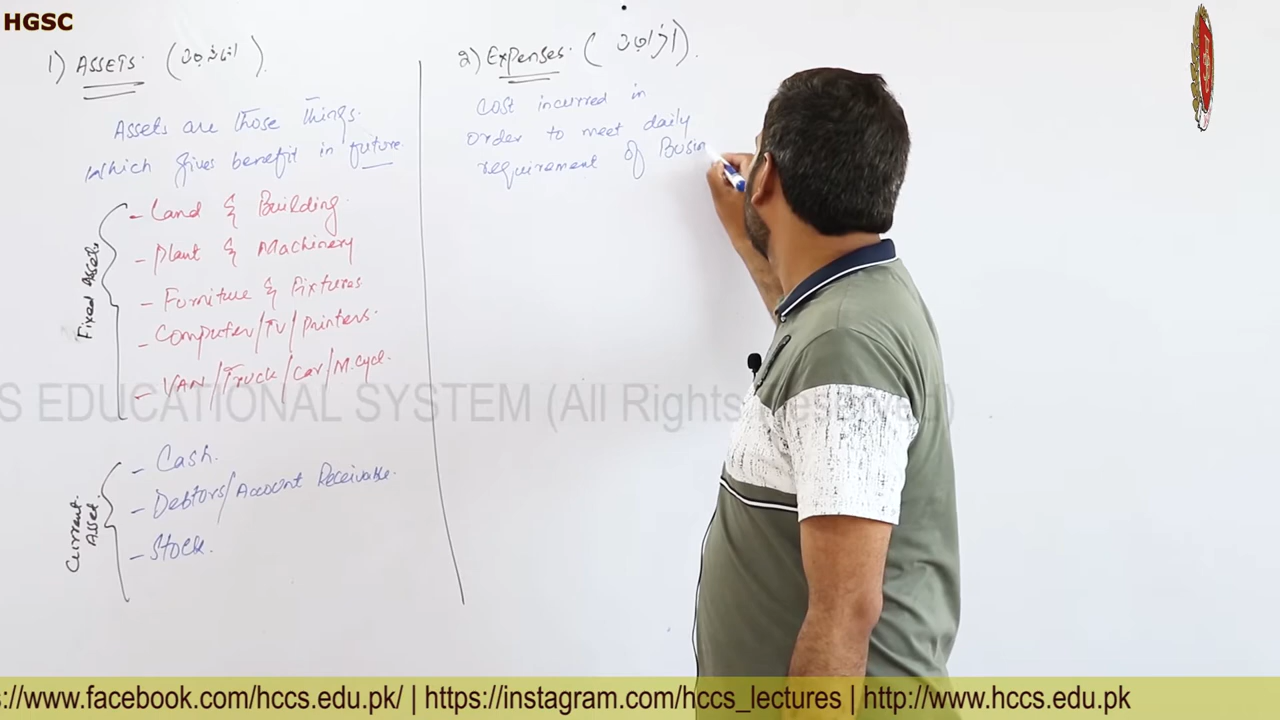 HGSC
1) ASSETS. (اثاثہ).
Assets are those things.
which gives benefit in future.
Fixed Assets
- Land & Building.
- Plant & Machinery
- Furniture & Fixtures
- Computer/TV/Printers.
- VAN/Truck/Car/M.cycl.
Current Asset.
- Cash.
- Debtors/Account Receivable.
- Stock.
2) Expenses. ( ).
Cost incurred in
order to meet daily
requirement of Busin
S EDUCATIONAL SYSTEM (All Rights Reserved)
s://www.facebook.com/hccs.edu.pk/ | https://instagram.com/hccs_lectures | http://www.hccs.edu.pk